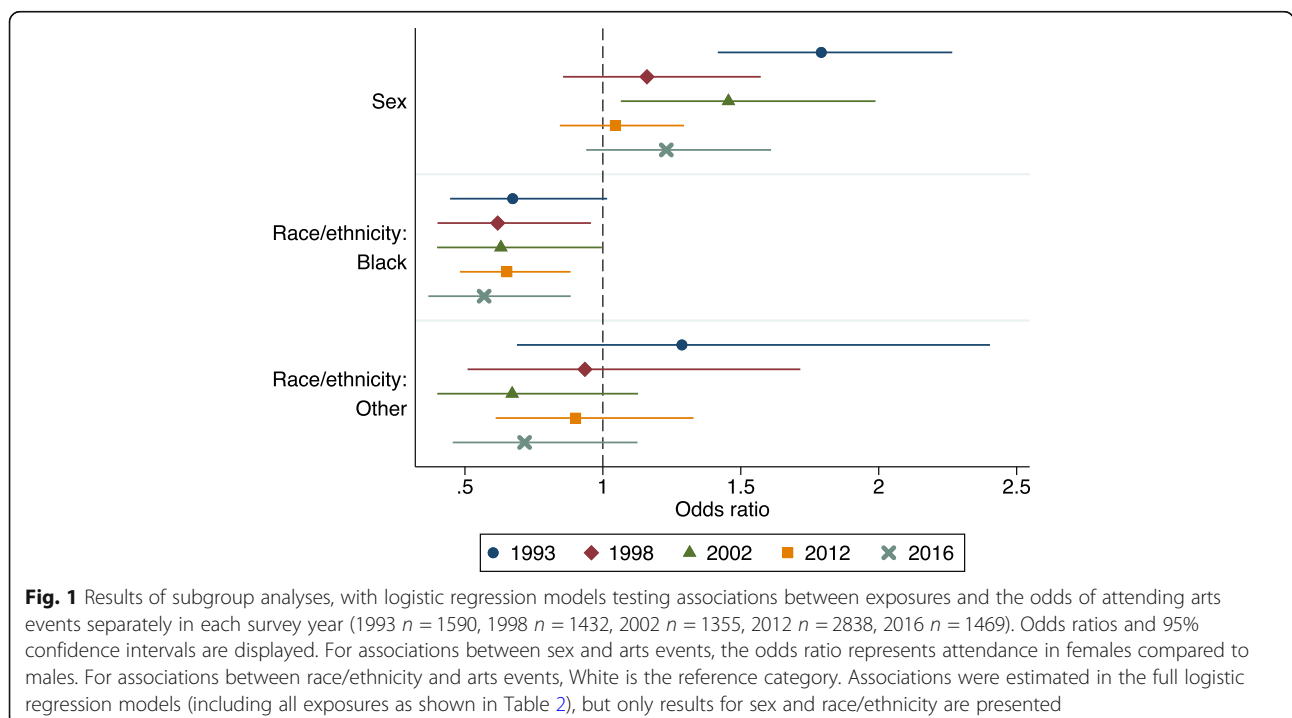 Sex
Race/ethnicity:
Black
Race/ethnicity:
Other
.5 1 1.5 2 2.5
Odds ratio
1993 1998 2002 2012 2016
Fig. 1 Results of subgroup analyses, with logistic regression models testing associations between exposures and the odds of attending arts
events separately in each survey year (1993 n = 1590, 1998 n = 1432, 2002 n = 1355, 2012 n = 2838, 2016 n = 1469). Odds ratios and 95%
confidence intervals are displayed. For associations between sex and arts events, the odds ratio represents attendance in females compared to
males. For associations between race/ethnicity and arts events, White is the reference category. Associations were estimated in the full logistic
regression models (including all exposures as shown in Table 2), but only results for sex and race/ethnicity are presented